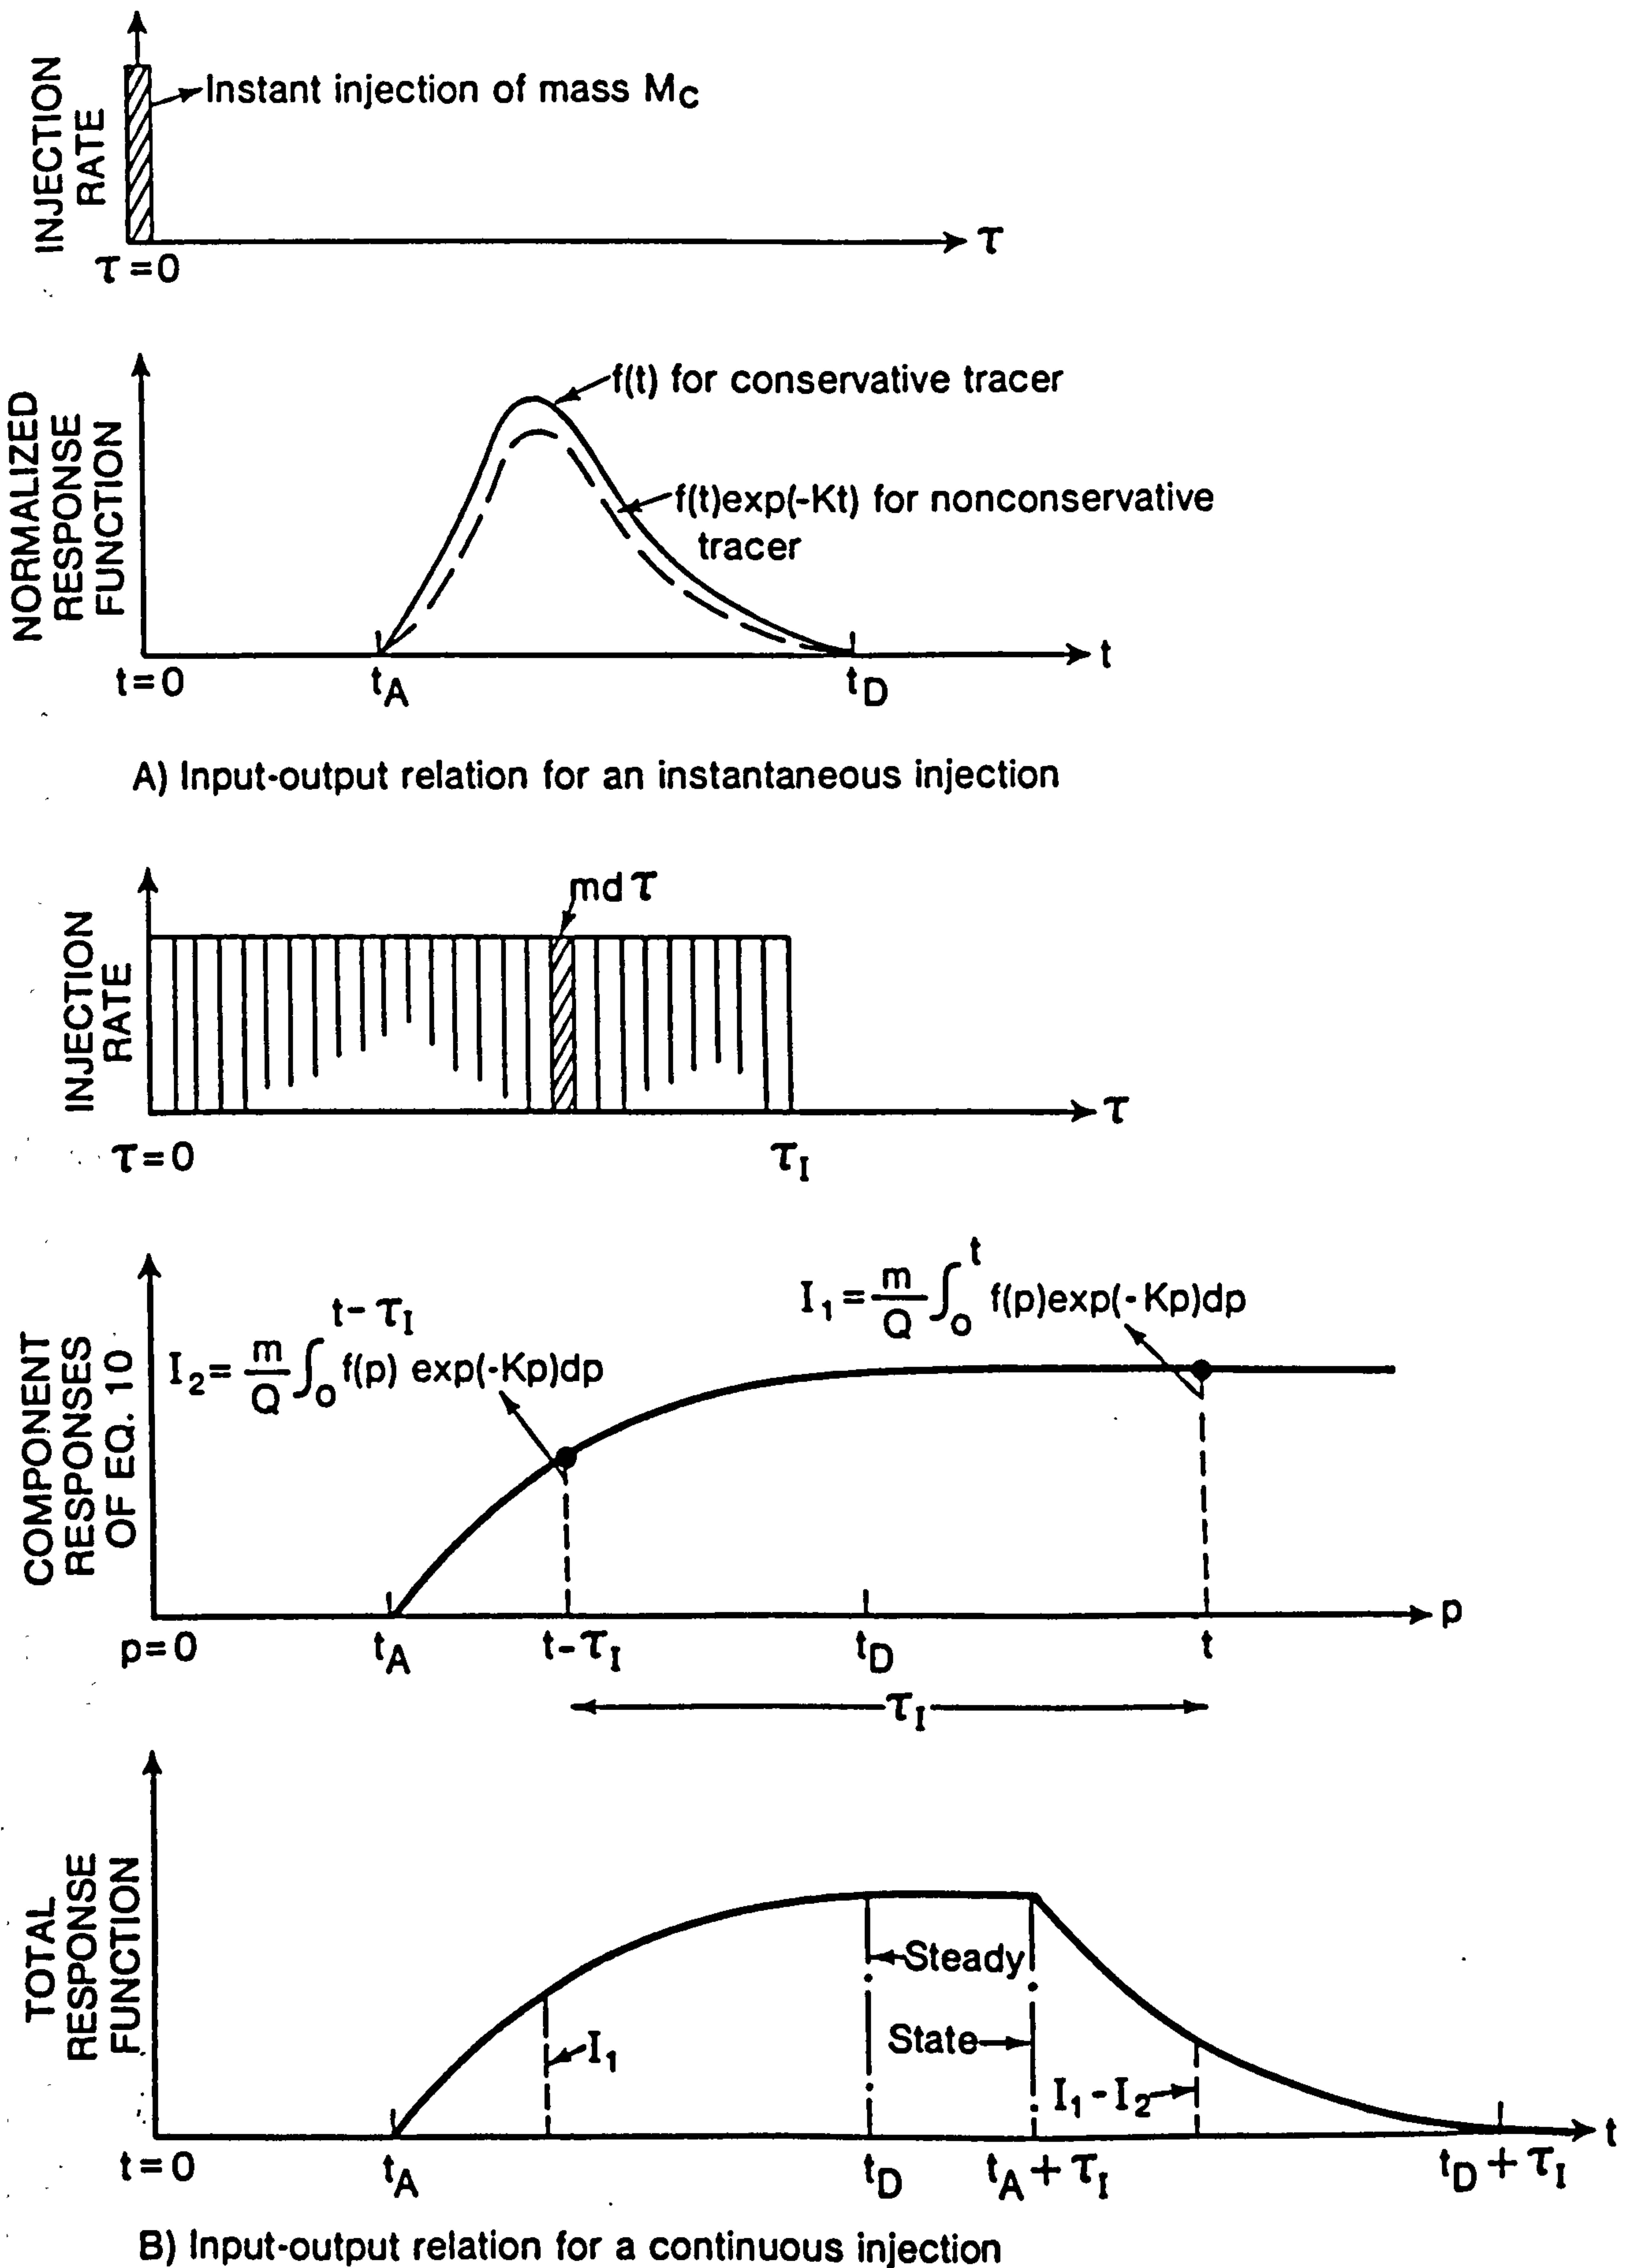 INJECTION
RATE
Instant injection of mass Mc
τ
τ=0
NORMALIZED
RESPONSE
FUNCTION
f(t) for conservative tracer
f(t)exp(-Kt) for nonconservative
tracer
t
t=0
tA
tD
A) Input-output relation for an instantaneous injection
INJECTION
RATE
mdτ
τ
τ=0
τI
COMPONENT
RESPONSES
OF EQ. 10
I2 = m/Q ∫0^(t-τI) f(p) exp(-Kp)dp
I1 = m/Q ∫0^t f(p)exp(-Kp)dp
p
p=0
tA
t-τI
tD
t
τI
TOTAL
RESPONSE
FUNCTION
Steady
State
I1
I1-I2
t
t=0
tA
tD
tA+τI
tD+τI
B) Input-output relation for a continuous injection